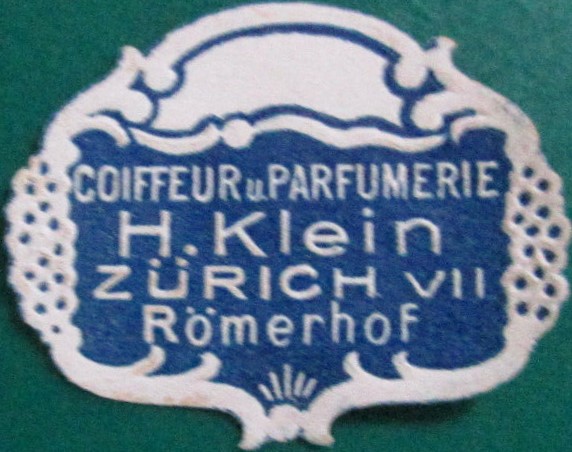 COIFFEUR u. PARFUMERIE
H. Klein
ZÜRICH VII
Römerhof